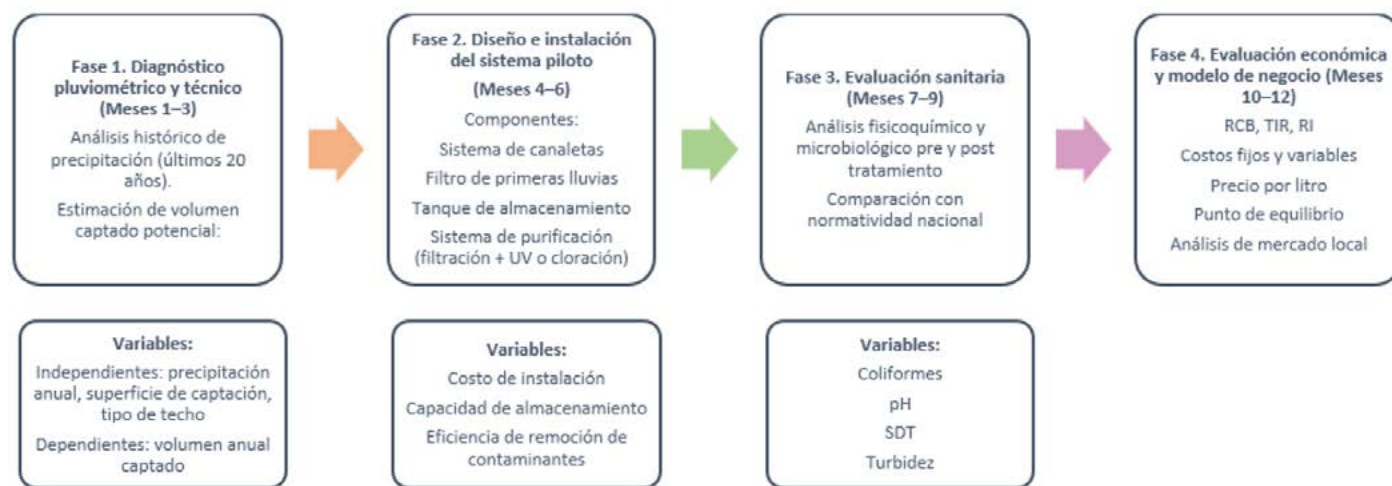 Fase 1. Diagnóstico
pluviométrico y técnico
(Meses 1–3)
Análisis histórico de
precipitación (últimos 20
años).
Estimación de volumen
captado potencial:
Fase 2. Diseño e instalación
del sistema piloto
(Meses 4–6)
Componentes:
Sistema de canaletas
Filtro de primeras lluvias
Tanque de almacenamiento
Sistema de purificación
(filtración + UV o cloración)
Fase 3. Evaluación sanitaria
(Meses 7–9)
Análisis fisicoquímico y
microbiológico pre y post
tratamiento
Comparación con
normatividad nacional
Fase 4. Evaluación económica
y modelo de negocio (Meses
10–12)
RCB, TIR, RI
Costos fijos y variables
Precio por litro
Punto de equilibrio
Análisis de mercado local
Variables:
Independientes: precipitación
anual, superficie de captación,
tipo de techo
Dependientes: volumen anual
captado
Variables:
Costo de instalación
Capacidad de almacenamiento
Eficiencia de remoción de
contaminantes
Variables:
Coliformes
pH
SDT
Turbidez